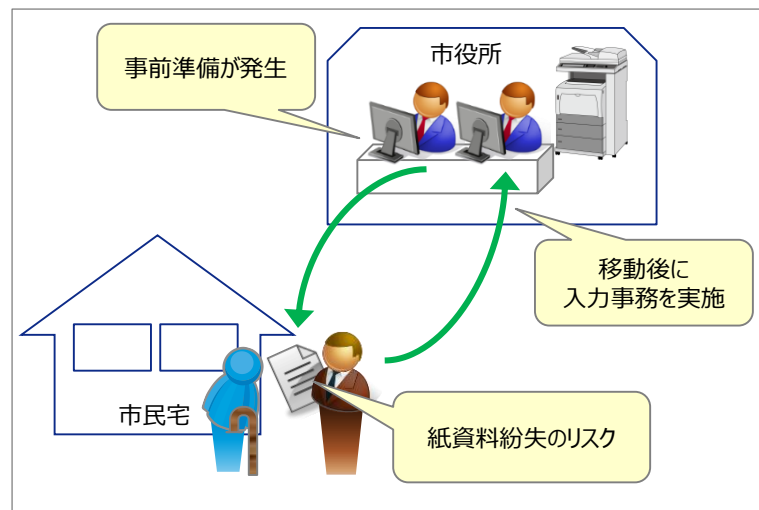 事前準備が発生
市役所
移動後に
入力事務を実施
市民宅
紙資料紛失のリスク